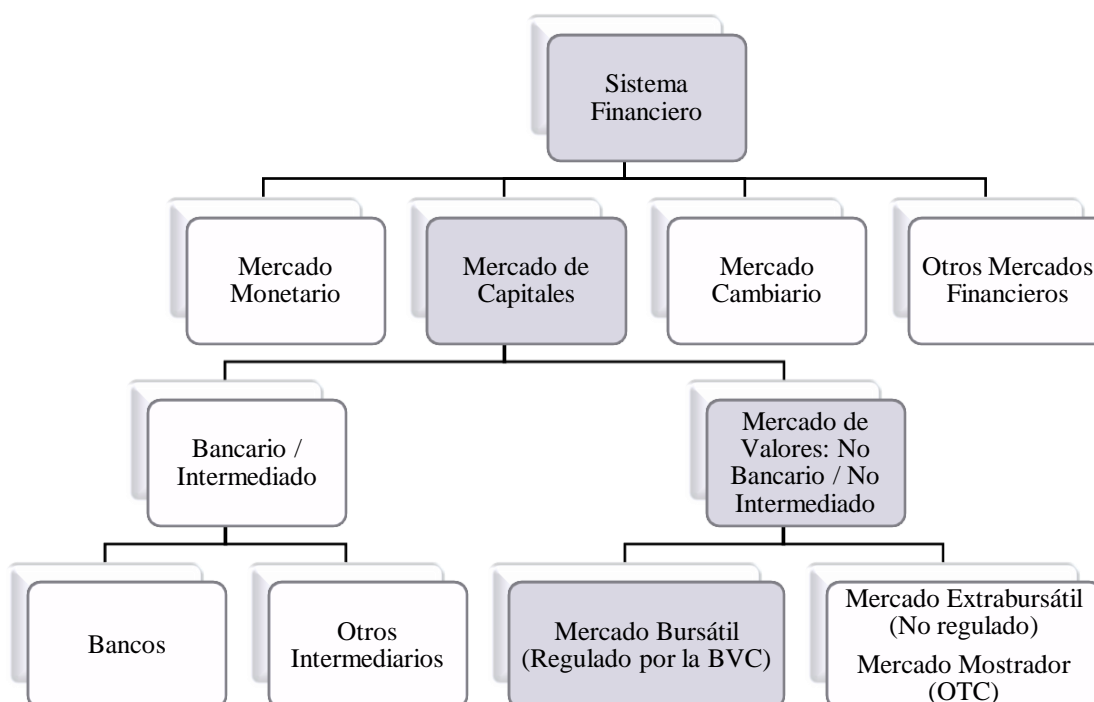 Sistema
Financiero
Mercado
Monetario
Mercado de
Capitales
Mercado
Cambiario
Otros Mercados
Financieros
Bancario /
Intermediado
Mercado de
Valores: No
Bancario / No
Intermediado
Bancos
Otros
Intermediarios
Mercado Bursátil
(Regulado por la BVC)
Mercado Extrabursátil
(No regulado)
Mercado Mostrador
(OTC)